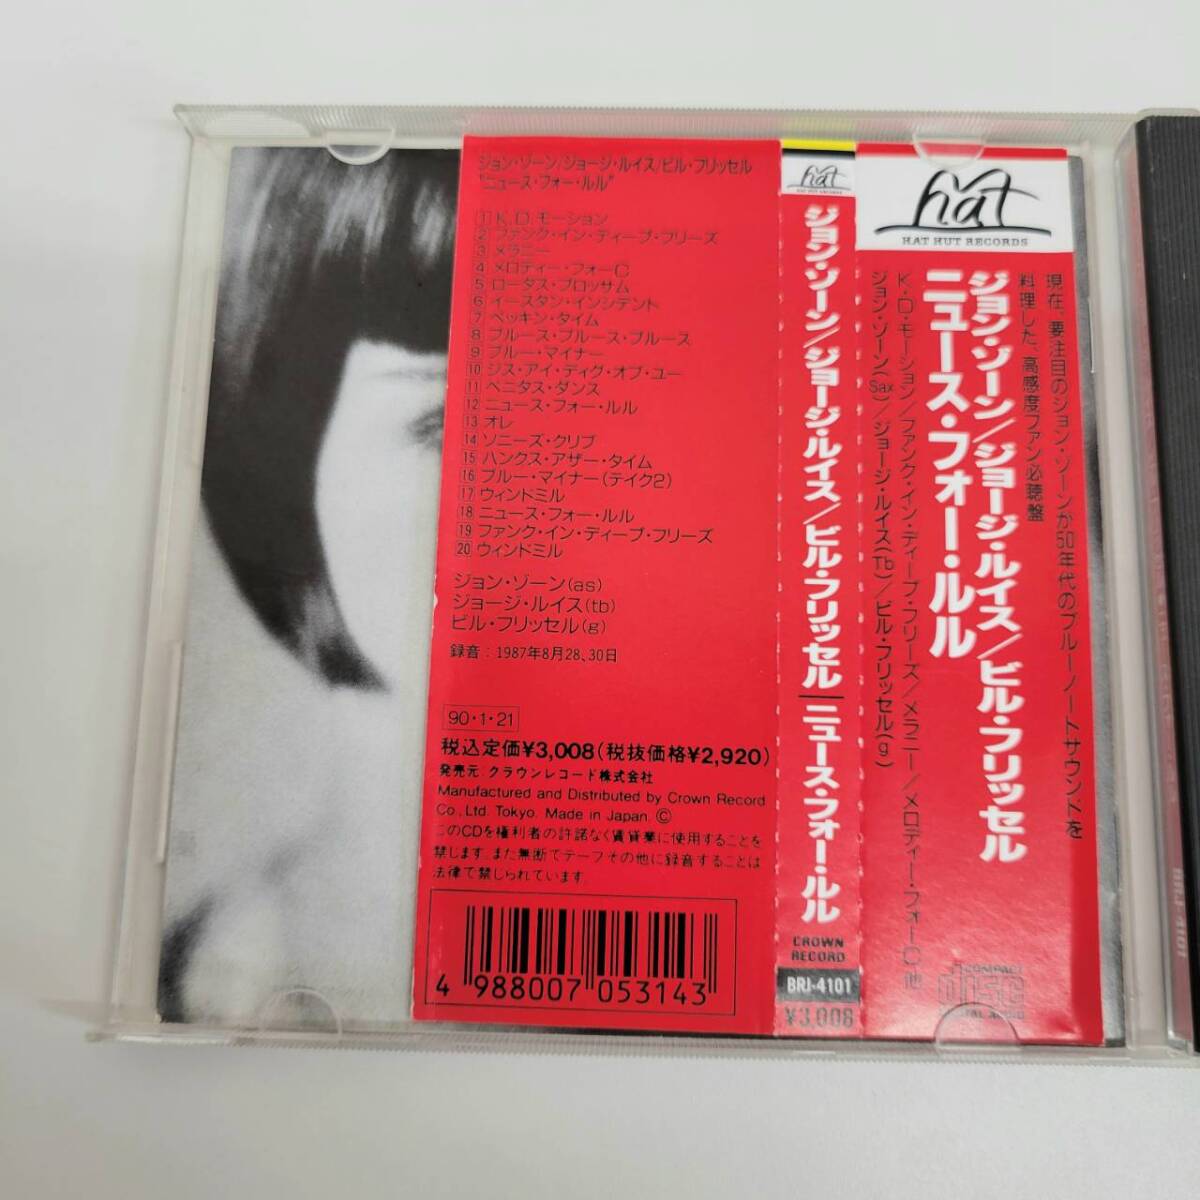 ジョン・ゾーン/ジョージ・ルイス/ビル・フリッセル
"ニュース・フォー・ルル"
1 K.D.モーション
2 ファンク・イン・ディープ・フリーズ
3 メラニー
4 メロディー・フォーC
5 ロータス・ブロッサム
6 イースタン・インシデント
7 ペッキン・タイム
8 ブルース・ブルース・ブルース
9 ブルー・マイナー
10 ジス・アイ・ディグ・オブ・ユー
11 ベニタス・ダンス
12 ニュース・フォー・ルル
13 オレ
14 ソニーズ・クリブ
15 ハンクス・アザー・タイム
16 ブルー・マイナー(テイク2)
17 ウィンドミル
18 ニュース・フォー・ルル
19 ファンク・イン・ディープ・フリーズ
20 ウィンドミル
ジョン・ゾーン(as)
ジョージ・ルイス(tb)
ビル・フリッセル(g)
録音:1987年8月28、30日
90・1・21
税込定価¥3,008(税抜価格¥2,920)
発売元:クラウンレコード株式会社
Manufactured and Distributed by Crown Record
Co.,Ltd. Tokyo. Made in Japan. Ⓒ
このCDを権利者の許諾なく賃貸業に使用することを
禁じます。また無断でテープその他に録音することは
法律で禁じられています。
4 988007 053143
hat
HAT HUT RECORDS
ジョン・ゾーン/ジョージ・ルイス/ビル・フリッセル|ニュース・フォー・ルル
CROWN
RECORD
BRJ-4101
¥3,008
hat
HAT HUT RECORDS
現在、要注目のジョン・ゾーンが50年代のブルーノートサウンドを
料理した、高感度ファン必聴盤
ジョン・ゾーン/ジョージ・ルイス/ビル・フリッセル
ニュース・フォー・ルル
K・D・モーション/ファンク・イン・ディープ・フリーズ/メラニー/メロディー・フォーC 他
ジョン・ゾーン(Sax)/ジョージ・ルイス(Tb)/ビル・フリッセル(g)
COMPACT
disc
DIGITAL AUDIO
BRJ-4101